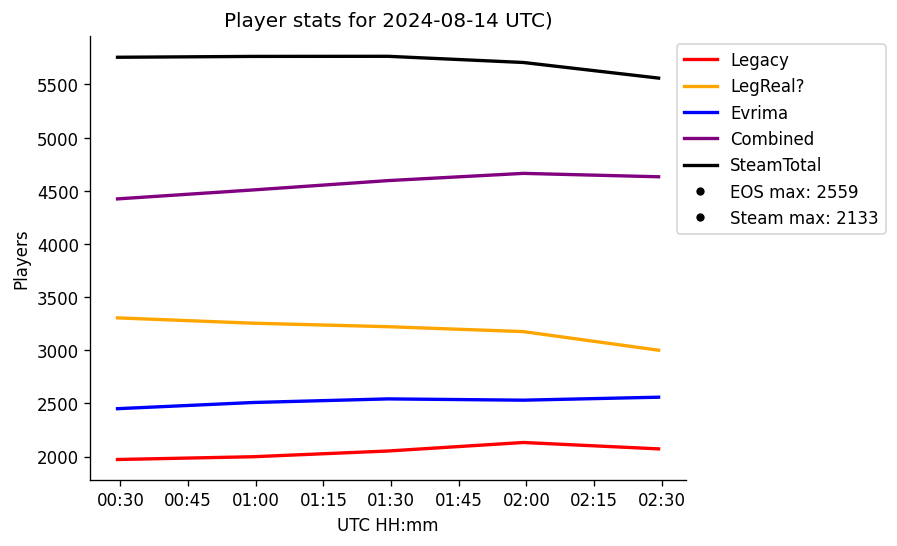 Player stats for 2024-08-14 UTC)
Players
5500
5000
4500
4000
3500
3000
2500
2000
00:30 00:45 01:00 01:15 01:30 01:45 02:00 02:15 02:30
UTC HH:mm
Legacy
LegReal?
Evrima
Combined
SteamTotal
EOS max: 2559
Steam max: 2133